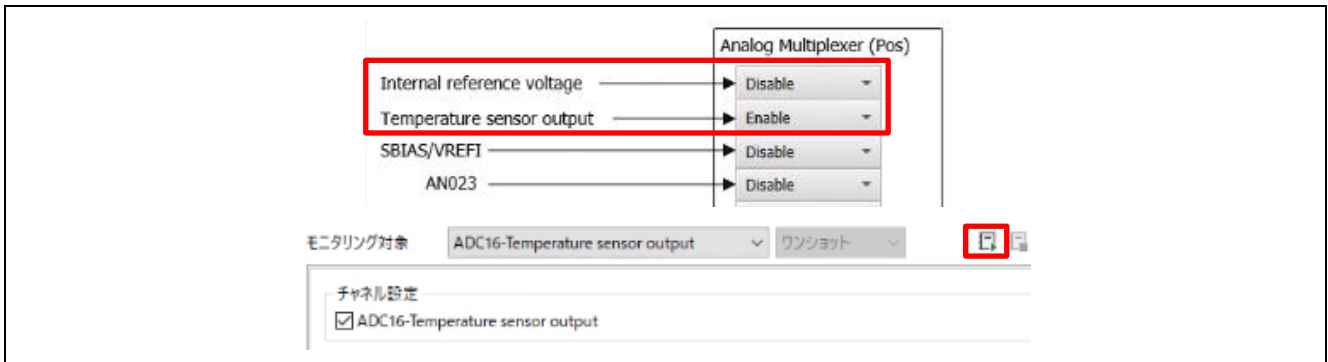 Analog Multiplexer (Pos)
Internal reference voltage Disable
Temperature sensor output Enable
SBIAS/VREFI Disable
AN023 Disable
モニタリング対象 ADC16-Temperature sensor output ワンショット
チャネル設定
ADC16-Temperature sensor output